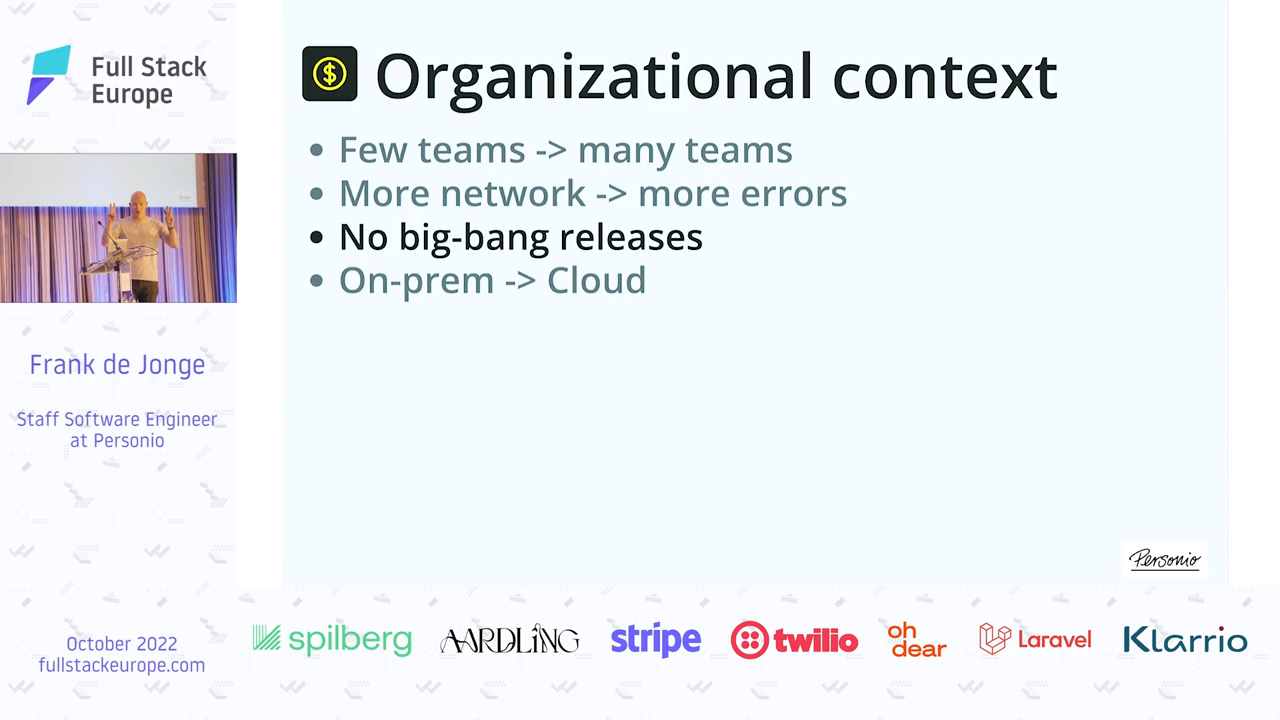 Full Stack
Europe
Organizational context
Few teams -> many teams
More network -> more errors
No big-bang releases
On-prem -> Cloud
Frank de Jonge
Staff Software Engineer
at Personio
Personio
October 2022
fullstackeurope.com
spilberg
AARDLING
stripe
twilio
oh
dear
Laravel
Klarrio